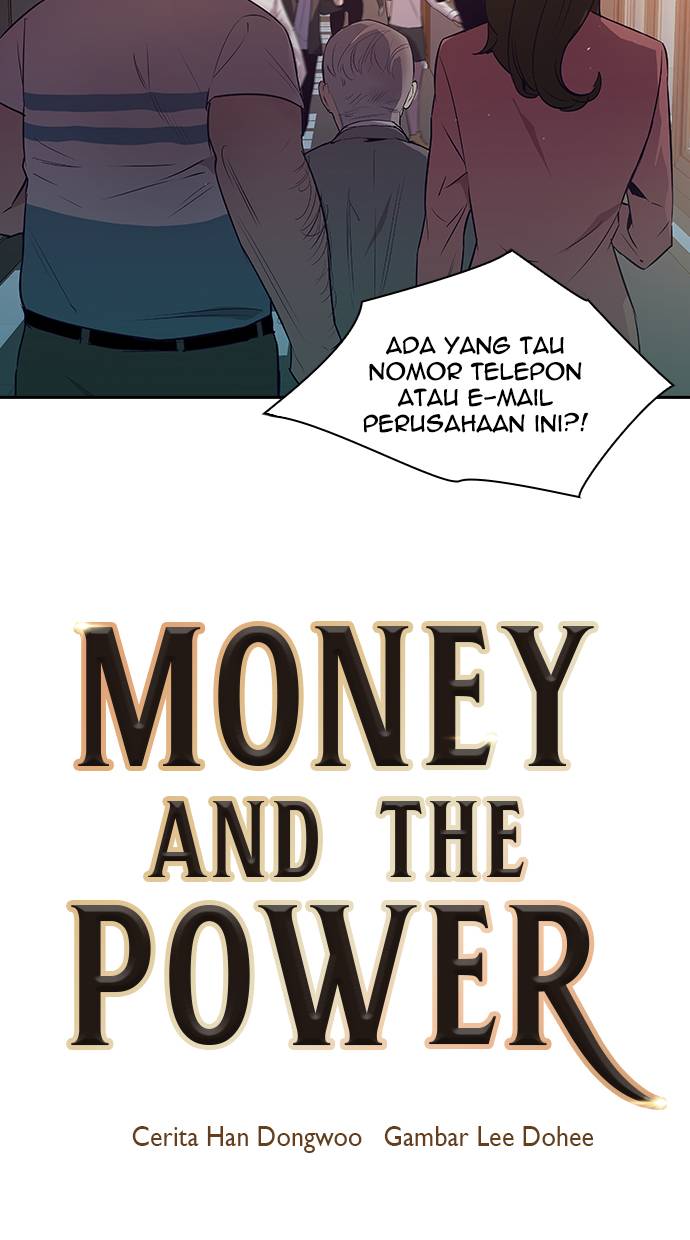 ADA YANG TAU
NOMOR TELEPON
ATAU E-MAIL
PERUSAHAAN INI?!
MONEY
AND THE
POWER
Cerita Han Dongwoo Gambar Lee Dohee